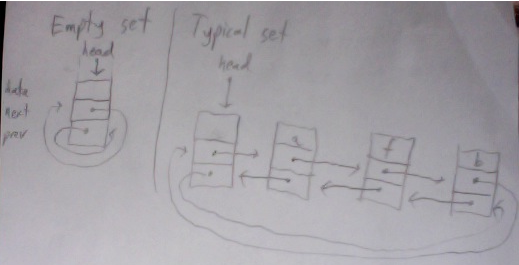 Empty set
head
data
next
prev
Typical set
head
a
f
b